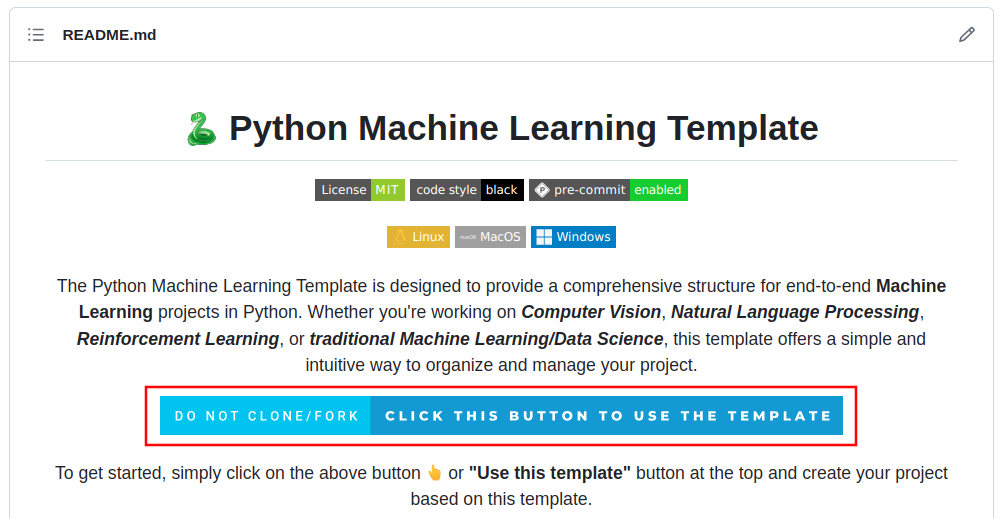 README.md
Python Machine Learning Template
License MIT code style black pre-commit enabled
Linux macOS MacOS Windows
The Python Machine Learning Template is designed to provide a comprehensive structure for end-to-end Machine
Learning projects in Python. Whether you're working on Computer Vision, Natural Language Processing,
Reinforcement Learning, or traditional Machine Learning/Data Science, this template offers a simple and
intuitive way to organize and manage your project.
DO NOT CLONE/FORK CLICK THIS BUTTON TO USE THE TEMPLATE
To get started, simply click on the above button 👆 or "Use this template" button at the top and create your project
based on this template.